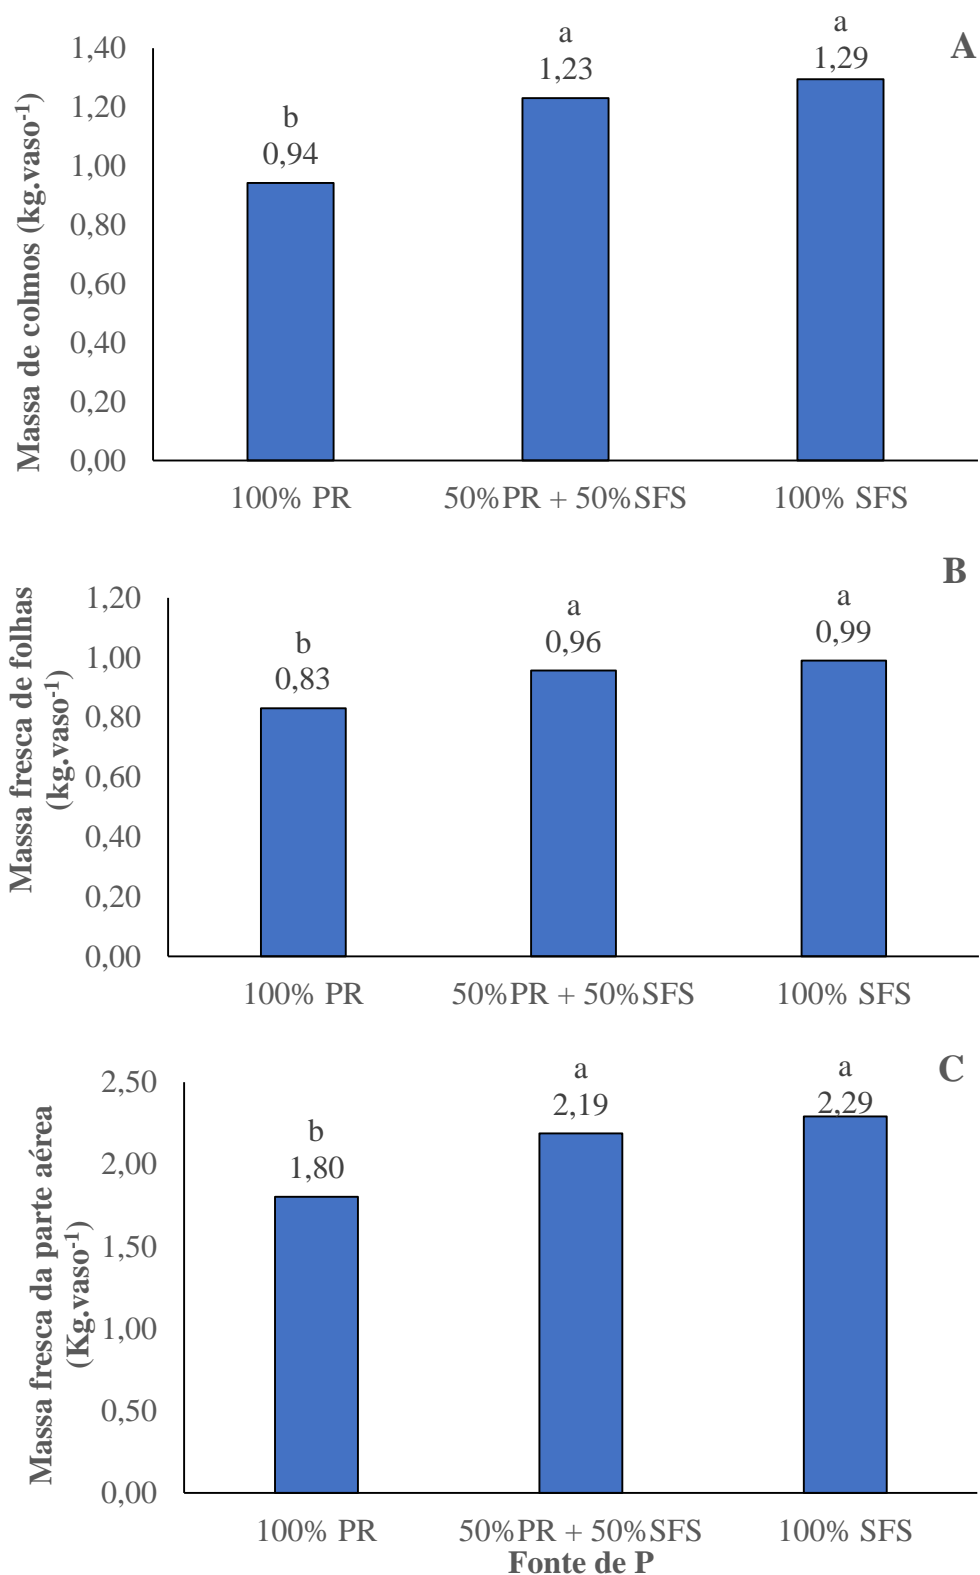 A
Massa de colmos (kg.vaso-1)
1,40
1,20
1,00
0,80
0,60
0,40
0,20
0,00
b
0,94
a
1,23
a
1,29
100% PR
50%PR + 50%SFS
100% SFS
B
Massa fresca de folhas
(kg.vaso-1)
1,20
1,00
0,80
0,60
0,40
0,20
0,00
b
0,83
a
0,96
a
0,99
100% PR
50%PR + 50%SFS
100% SFS
C
Massa fresca da parte aérea
(Kg.vaso-1)
2,50
2,00
1,50
1,00
0,50
0,00
b
1,80
a
2,19
a
2,29
100% PR
50%PR + 50%SFS
100% SFS
Fonte de P